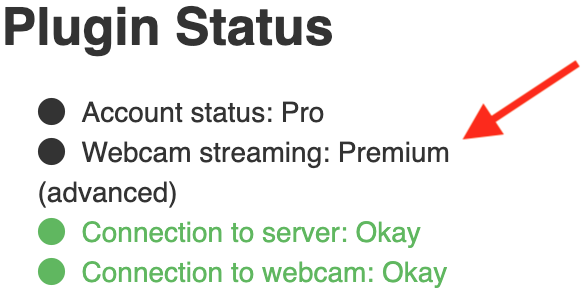 Plugin Status
Account status: Pro
Webcam streaming: Premium
(advanced)
Connection to server: Okay
Connection to webcam: Okay